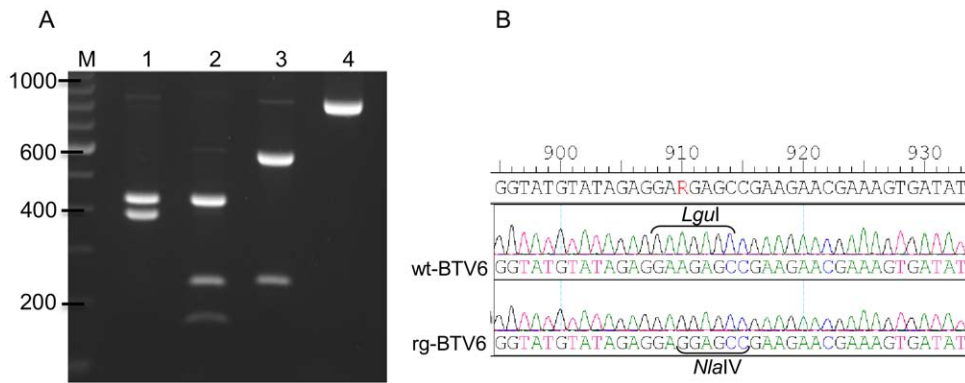 A
B
M 1 2 3 4
1000
600
400
200
900 910 920 930
GGTATGTATAGAGGARGAGCCGAAGAACGAAAGTGATAT
LguI
wt-BTV6 GGTATGTATAGAGGAAGAGCCGAAGAACGAAAGTGATAT
rg-BTV6 GGTATGTATAGAGGAGGAGCCGAAGAACGAAAGTGATAT
NlaIV